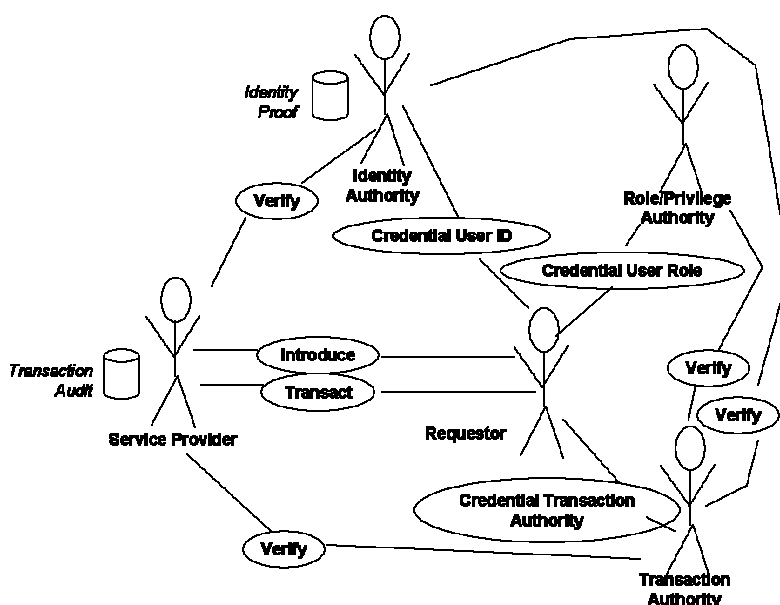 Identity
Proof
Identity
Authority
Role/Privilege
Authority
Verify
Credential User ID
Credential User Role
Introduce
Transact
Transaction
Audit
Service Provider
Requestor
Verify
Verify
Credential Transaction
Authority
Verify
Transaction
Authority